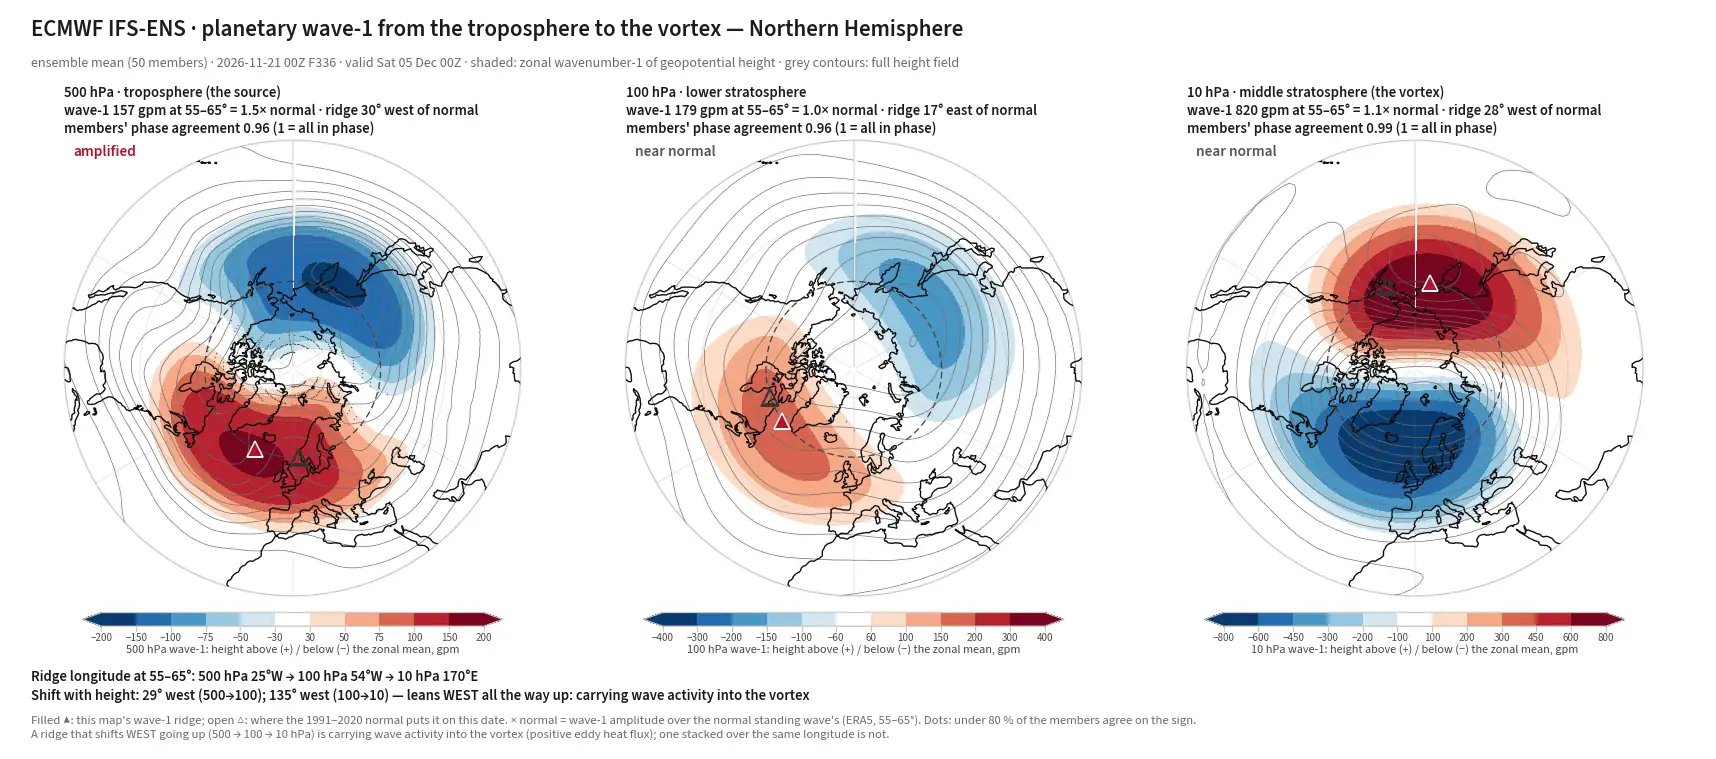 ECMWF IFS-ENS · planetary wave-1 from the troposphere to the vortex — Northern Hemisphere
ensemble mean (50 members) · 2026-11-21 00Z F336 · valid Sat 05 Dec 00Z · shaded: zonal wavenumber-1 of geopotential height · grey contours: full height field
500 hPa · troposphere (the source)
wave-1 157 gpm at 55–65° = 1.5× normal · ridge 30° west of normal
members' phase agreement 0.96 (1 = all in phase)
amplified
100 hPa · lower stratosphere
wave-1 179 gpm at 55–65° = 1.0× normal · ridge 17° east of normal
members' phase agreement 0.96 (1 = all in phase)
near normal
10 hPa · middle stratosphere (the vortex)
wave-1 820 gpm at 55–65° = 1.1× normal · ridge 28° west of normal
members' phase agreement 0.99 (1 = all in phase)
near normal
−200 −150 −100 −75 −50 −30 30 50 75 100 150 200
500 hPa wave-1: height above (+) / below (−) the zonal mean, gpm
−400 −300 −200 −150 −100 −60 60 100 150 200 300 400
100 hPa wave-1: height above (+) / below (−) the zonal mean, gpm
−800 −600 −450 −300 −200 −100 100 200 300 450 600 800
10 hPa wave-1: height above (+) / below (−) the zonal mean, gpm
Ridge longitude at 55–65°: 500 hPa 25°W → 100 hPa 54°W → 10 hPa 170°E
Shift with height: 29° west (500→100); 135° west (100→10) — leans WEST all the way up: carrying wave activity into the vortex
Filled ▲: this map's wave-1 ridge; open △: where the 1991–2020 normal puts it on this date. × normal = wave-1 amplitude over the normal standing wave's (ERA5, 55–65°). Dots: under 80 % of the members agree on the sign.
A ridge that shifts WEST going up (500 → 100 → 10 hPa) is carrying wave activity into the vortex (positive eddy heat flux); one stacked over the same longitude is not.